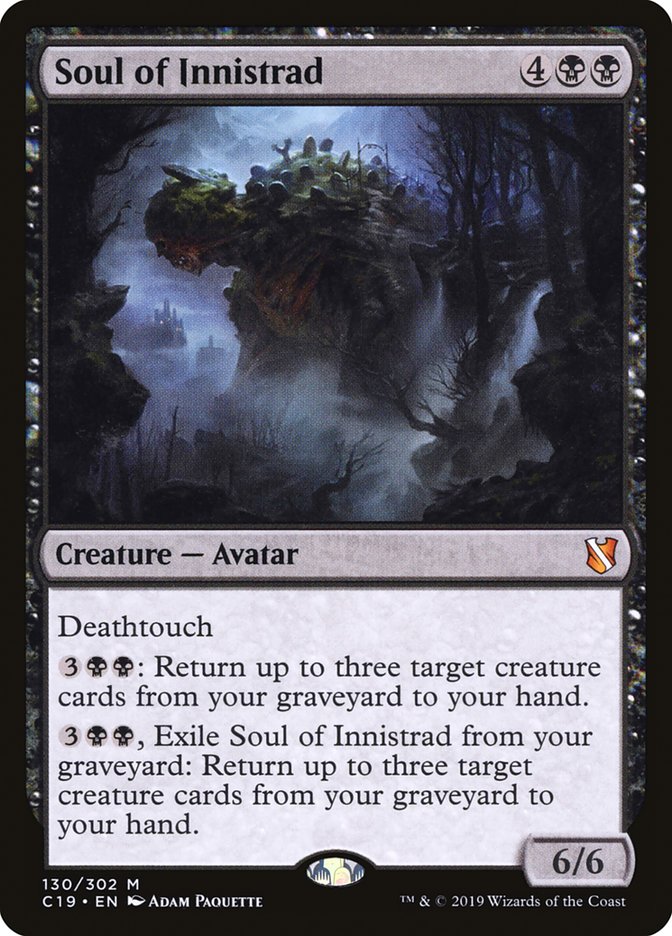 Soul of Innistrad 4
Creature — Avatar
Deathtouch
3: Return up to three target creature
cards from your graveyard to your hand.
3, Exile Soul of Innistrad from your
graveyard: Return up to three target
creature cards from your graveyard to
your hand.
6/6
130/302 M
C19 • EN Adam Paquette ™ & © 2019 Wizards of the Coast